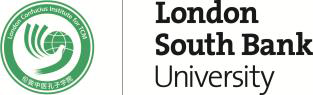 London Confucius Institute for TCM
伦敦中医孔子学院
London
South Bank
University